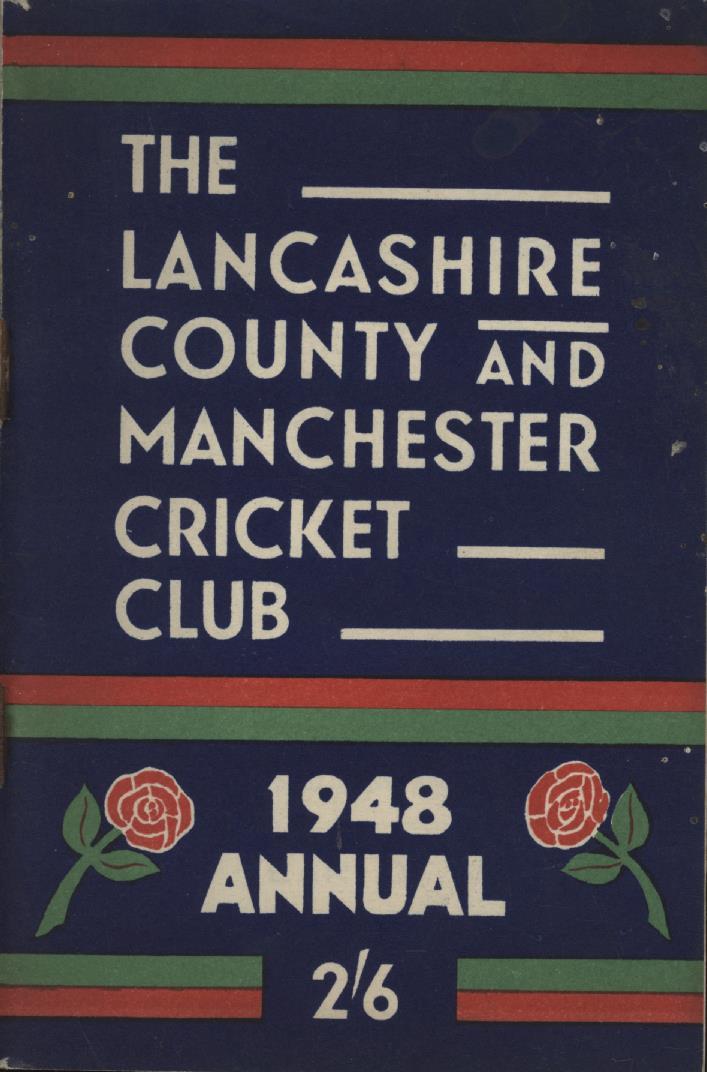 THE
LANCASHIRE
COUNTY AND
MANCHESTER
CRICKET
CLUB
1948
ANNUAL
2/6